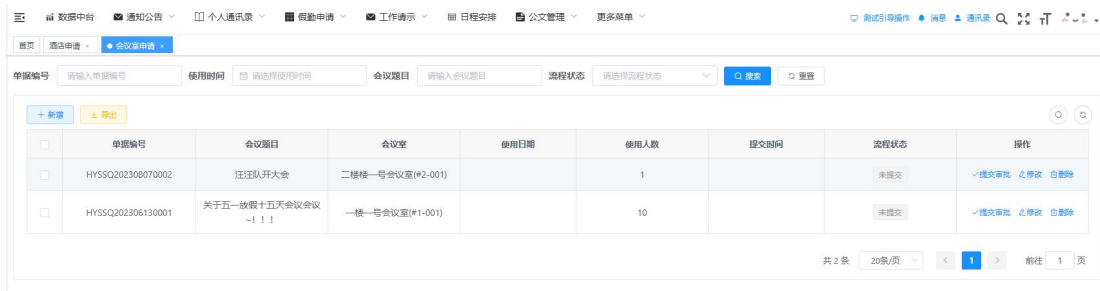 数据中台 通知公告 个人通讯录 假勤申请 工作请示 日程安排 公文管理 更多菜单 测试引导操作 消息 通讯录
首页 酒店申请 × 会议室申请 ×
单据编号 请输入单据编号 使用时间 请选择使用时间 会议题目 请输入会议题目 流程状态 请选择流程状态 搜索 重置
+ 新增 导出
单据编号 会议题目 会议室 使用日期 使用人数 提交时间 流程状态 操作
HYSSQ202308070002 汪汪队开大会 二楼楼一号会议室(#2-001) 1 未提交 提交审批 修改 删除
HYSSQ202306130001 关于五一放假十五天会议会议~！！！ 一楼一号会议室(#1-001) 10 未提交 提交审批 修改 删除
共 2 条 20条/页 < 1 > 前往 1 页